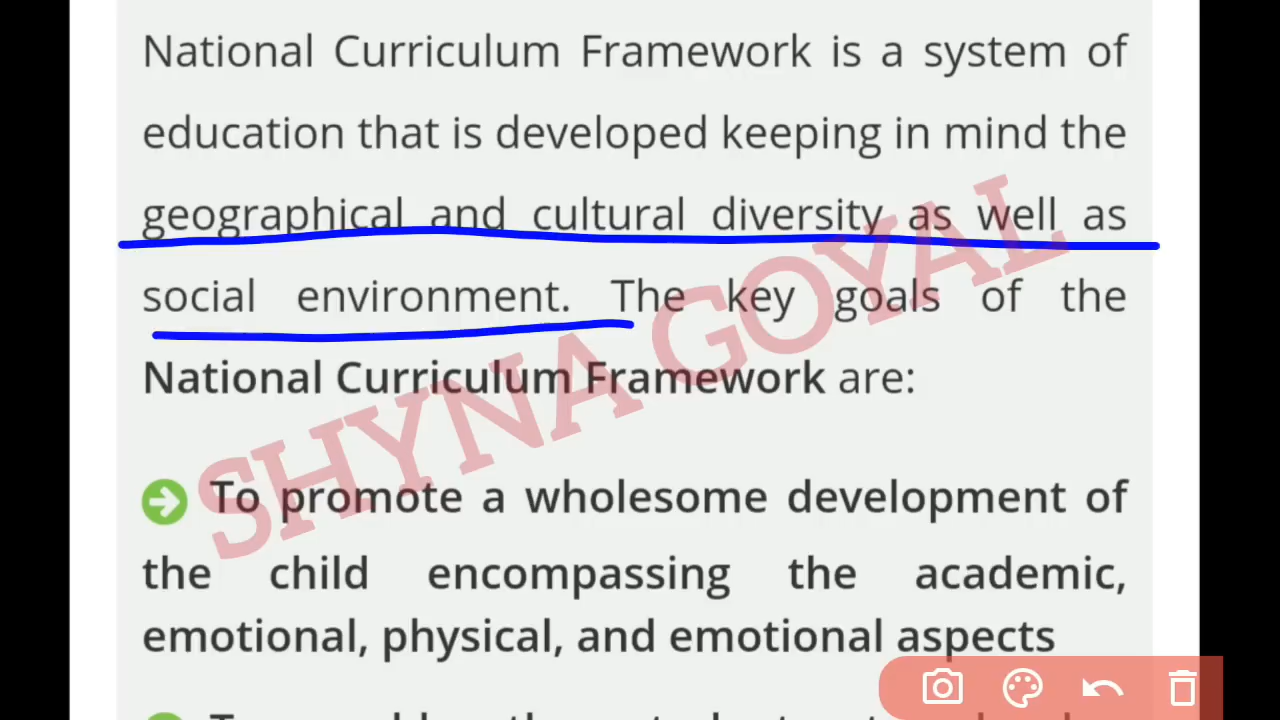 National Curriculum Framework is a system of
education that is developed keeping in mind the
geographical and cultural diversity as well as
social environment. The key goals of the
National Curriculum Framework are:
SHYNA GOYAL
To promote a wholesome development of
the child encompassing the academic,
emotional, physical, and emotional aspects